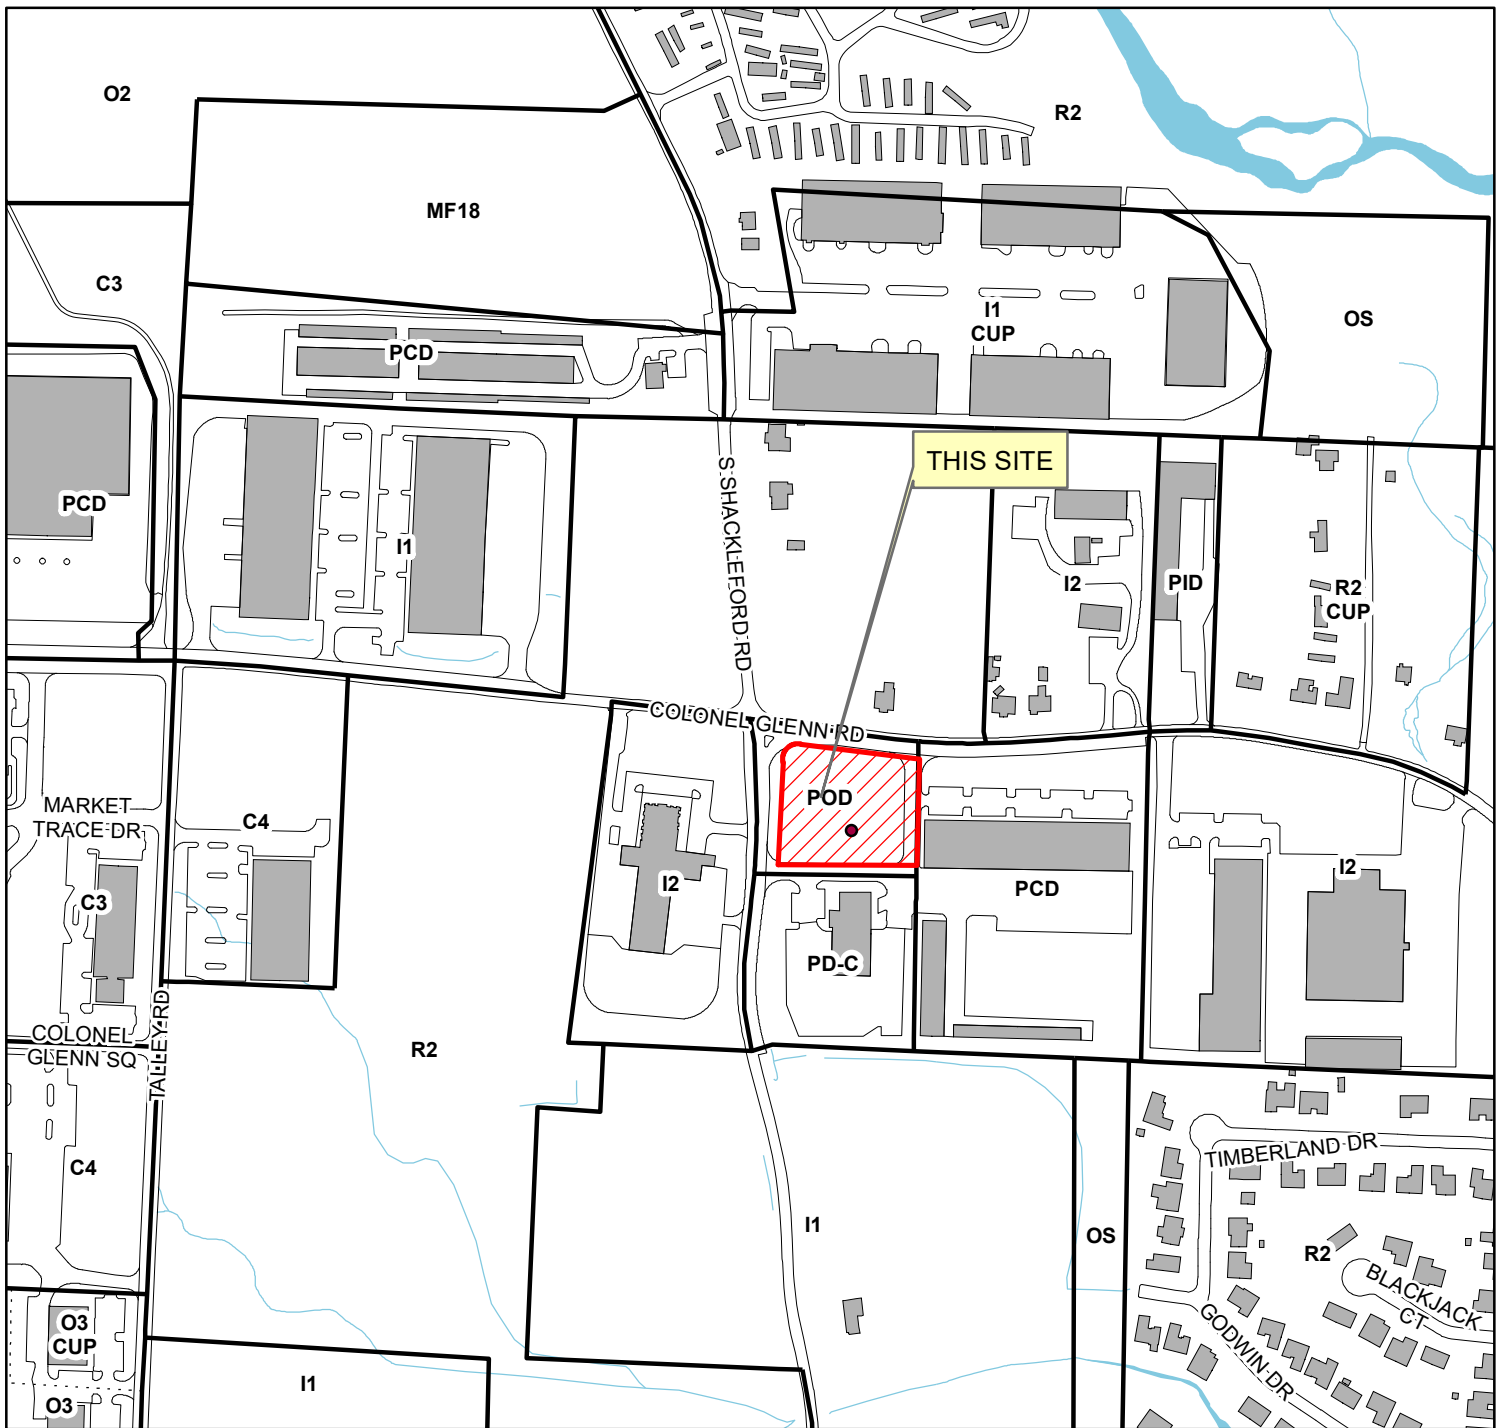 O2
R2
MF18
C3
I1
CUP
OS
PCD
THIS SITE
PCD
S SHACKLEFORD RD
I1
I2
PID
R2
CUP
COLONEL GLENN RD
POD
MARKET
TRACE DR
C4
C3
I2
PCD
I2
PD-C
COLONEL
GLENN SQ
TALLEY RD
R2
TIMBERLAND DR
C4
I1
OS
R2
BLACKJACK
CT
GODWIN DR
O3
CUP
I1
O3